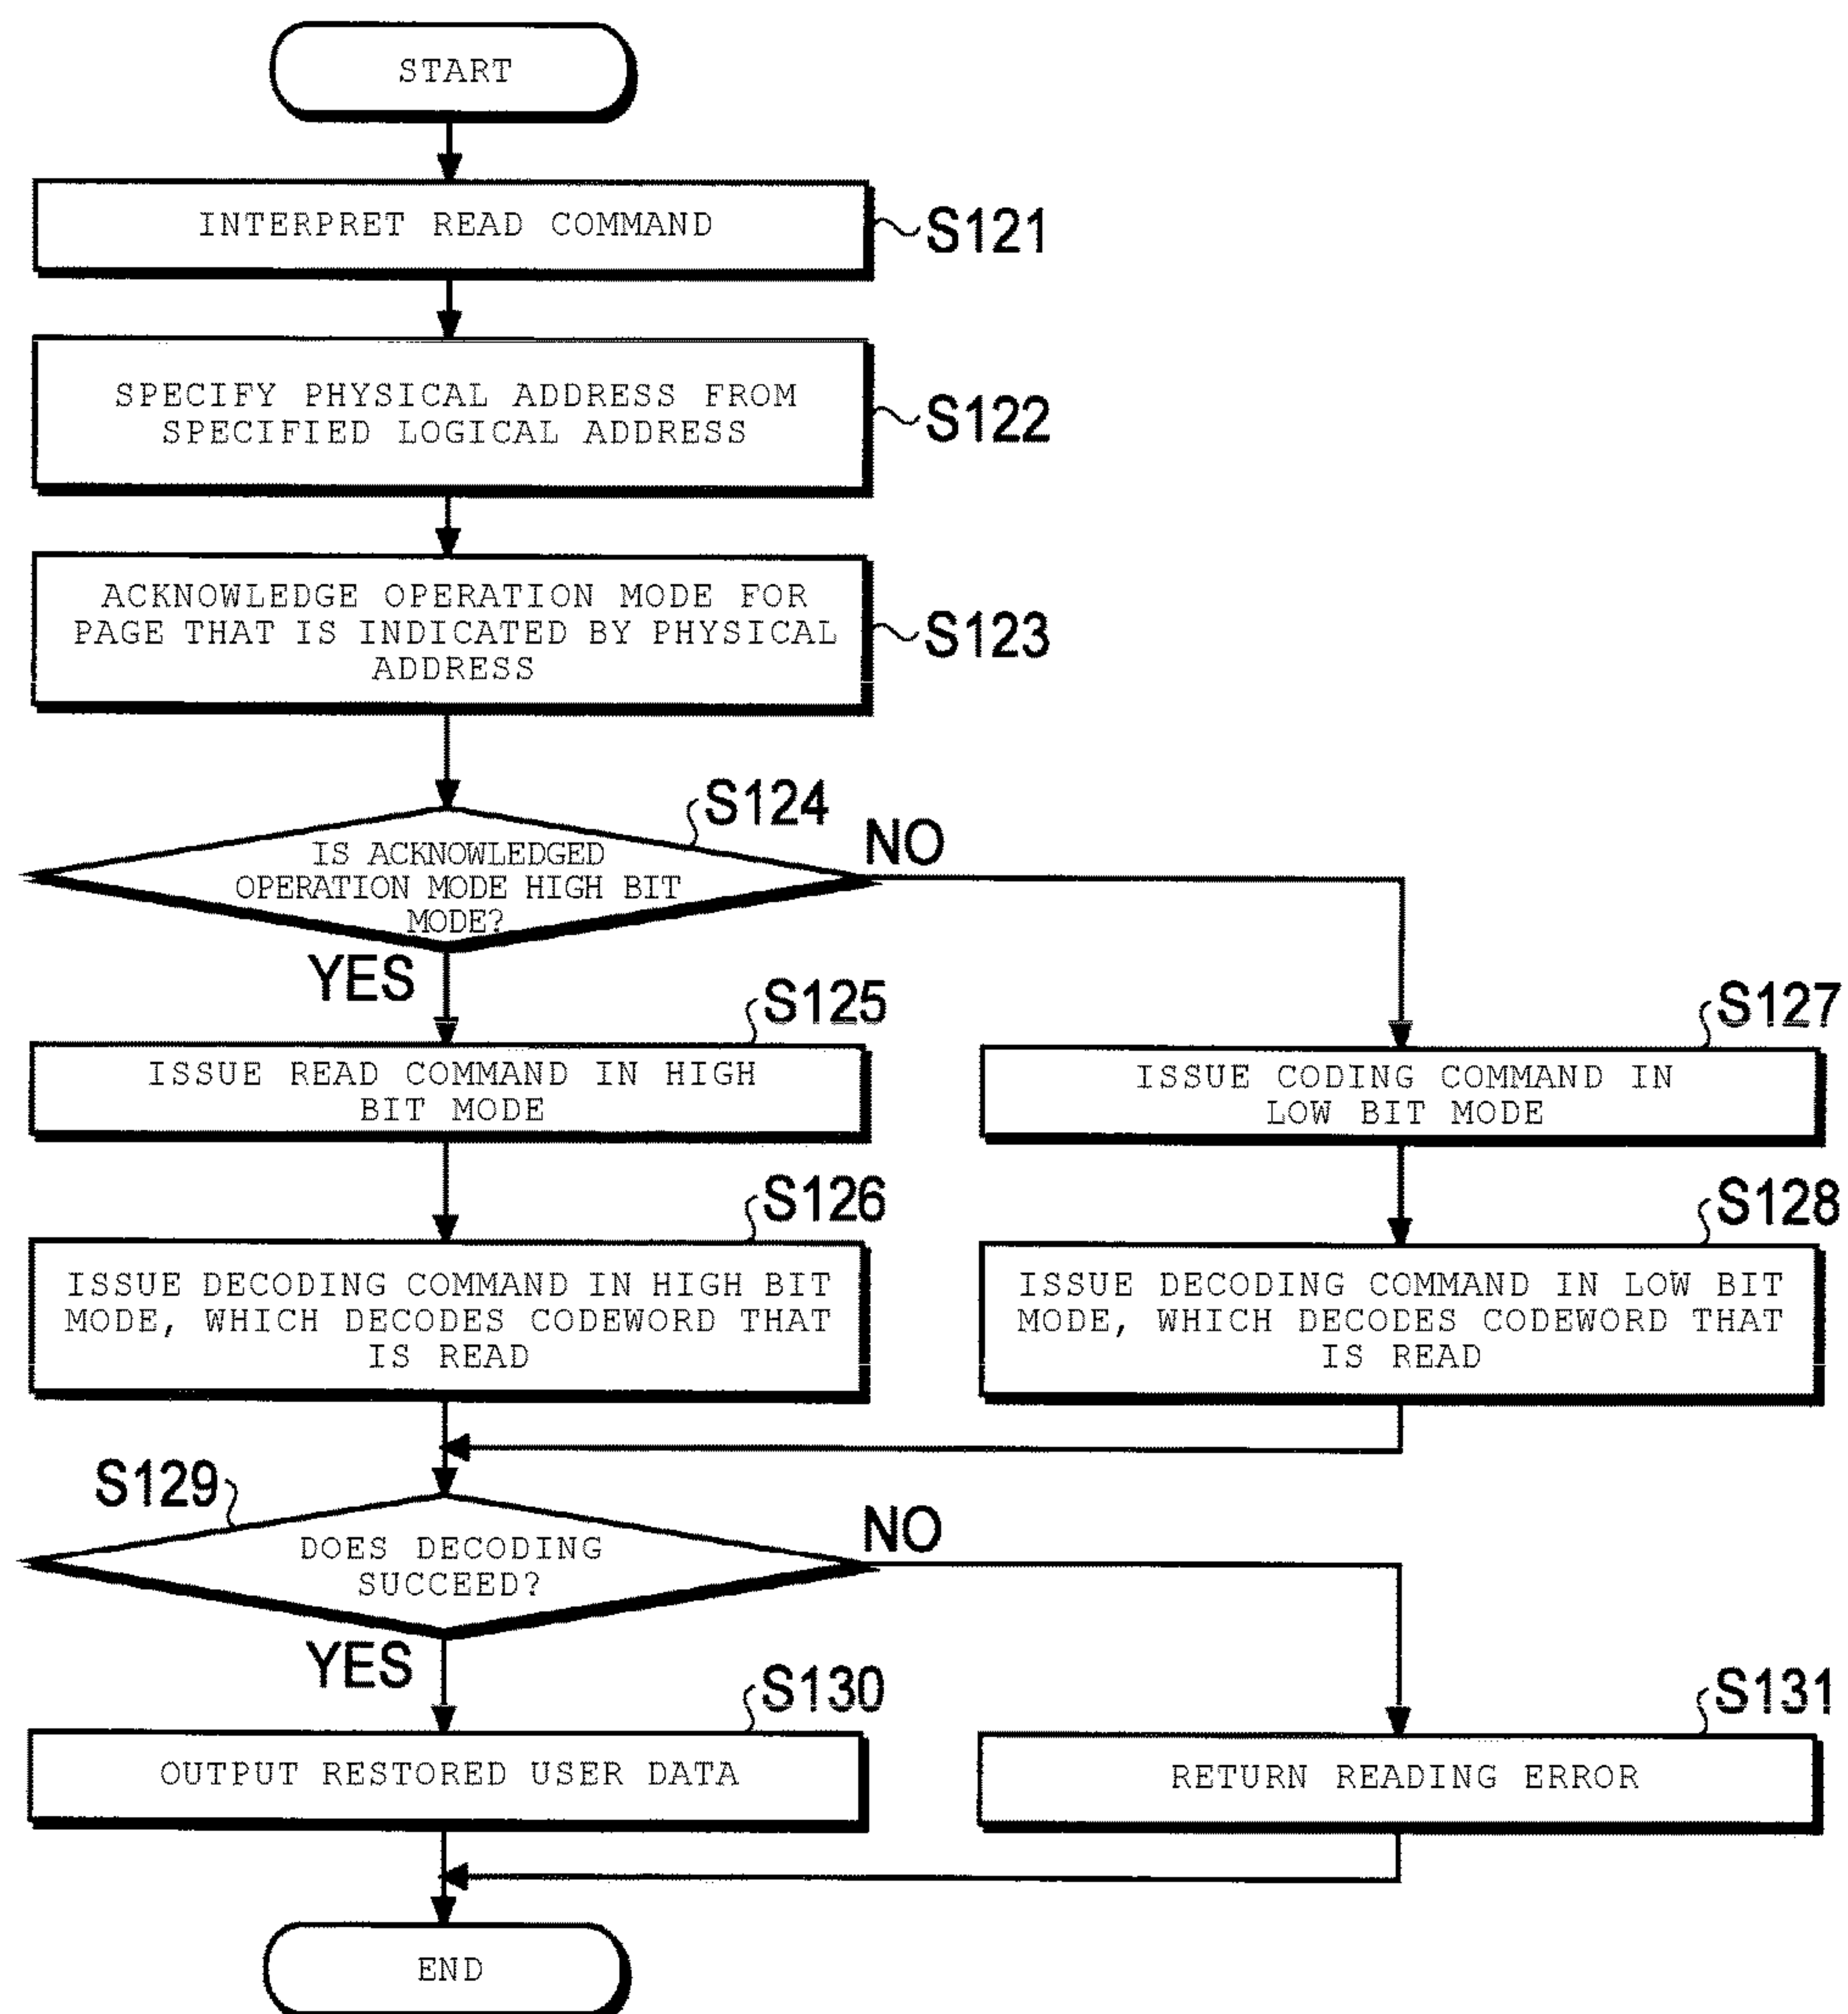 START
INTERPRET READ COMMAND
S121
SPECIFY PHYSICAL ADDRESS FROM
SPECIFIED LOGICAL ADDRESS
S122
ACKNOWLEDGE OPERATION MODE FOR
PAGE THAT IS INDICATED BY PHYSICAL
ADDRESS
S123
S124
IS ACKNOWLEDGED
OPERATION MODE HIGH BIT
MODE?
NO
YES
S125
ISSUE READ COMMAND IN HIGH
BIT MODE
S127
ISSUE CODING COMMAND IN
LOW BIT MODE
S126
ISSUE DECODING COMMAND IN HIGH BIT
MODE, WHICH DECODES CODEWORD THAT
IS READ
S128
ISSUE DECODING COMMAND IN LOW BIT
MODE, WHICH DECODES CODEWORD THAT
IS READ
S129
DOES DECODING
SUCCEED?
NO
YES
S130
OUTPUT RESTORED USER DATA
S131
RETURN READING ERROR
END